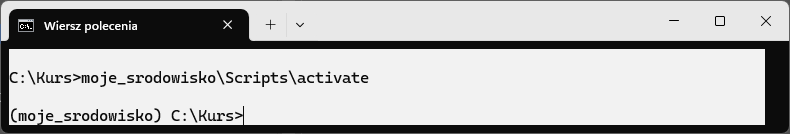 Wiersz polecenia
C:\Kurs>moje_srodowisko\Scripts\activate
(moje_srodowisko) C:\Kurs>